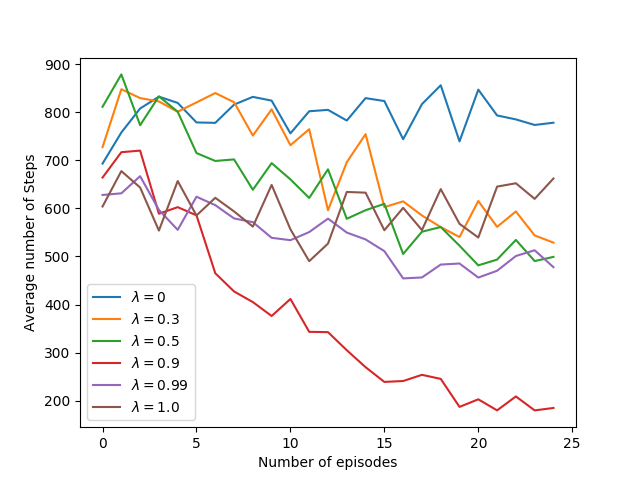 900
800
700
600
500
400
300
200
Average number of Steps
λ = 0
λ = 0.3
λ = 0.5
λ = 0.9
λ = 0.99
λ = 1.0
0 5 10 15 20 25
Number of episodes